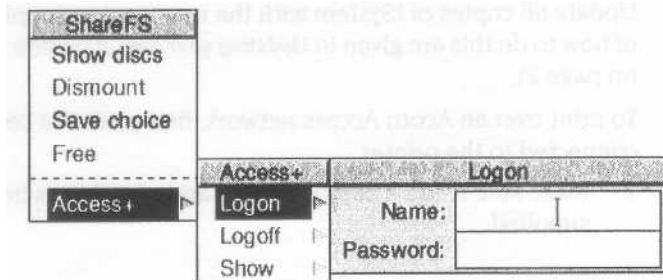 ShareFS
Show discs
Dismount
Save choice
Free
Access+
Access+
Logon
Logoff
Show
Logon
Name:
Password: